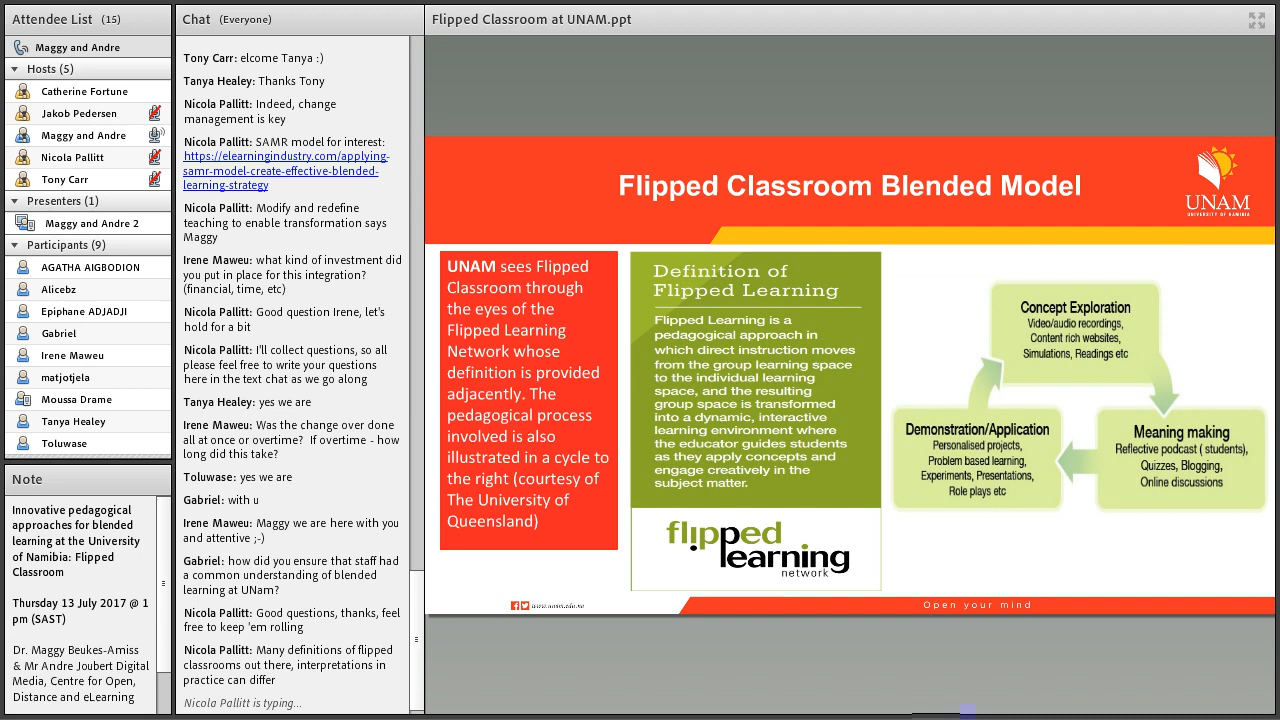 Attendee List (15)
Maggy and Andre
Hosts (5)
Catherine Fortune
Jakob Pedersen
Maggy and Andre
Nicola Pallitt
Tony Carr
Presenters (1)
Maggy and Andre 2
Participants (9)
AGATHA AIGBODION
Alicebz
Epiphane ADJADJI
Gabriel
Irene Maweu
matjotjela
Moussa Drame
Tanya Healey
Toluwase
Note
Innovative pedagogical
approaches for blended
learning at the University
of Namibia: Flipped
Classroom
Thursday 13 July 2017 @ 1
pm (SAST)
Dr. Maggy Beukes-Amiss
& Mr Andre Joubert Digital
Media, Centre for Open,
Distance and eLearning
Chat (Everyone)
Tony Carr: elcome Tanya :)
Tanya Healey: Thanks Tony
Nicola Pallitt: Indeed, change
management is key
Nicola Pallitt: SAMR model for interest:
https://elearningindustry.com/applying-
samr-model-create-effective-blended-
learning-strategy
Nicola Pallitt: Modify and redefine
teaching to enable transformation says
Maggy
Irene Maweu: what kind of investment did
you put in place for this integration?
(financial, time, etc)
Nicola Pallitt: Good question Irene, let's
hold for a bit
Nicola Pallitt: I'll collect questions, so all
please feel free to write your questions
here in the text chat as we go along
Tanya Healey: yes we are
Irene Maweu: Was the change over done
all at once or overtime? If overtime - how
long did this take?
Toluwase: yes we are
Gabriel: with u
Irene Maweu: Maggy we are here with you
and attentive ;-)
Gabriel: how did you ensure that staff had
a common understanding of blended
learning at UNam?
Nicola Pallitt: Good questions, thanks, feel
free to keep 'em rolling
Nicola Pallitt: Many definitions of flipped
classrooms out there, interpretations in
practice can differ
Nicola Pallitt is typing...
Flipped Classroom at UNAM.ppt
Flipped Classroom Blended Model
UNAM
UNIVERSITY OF NAMIBIA
UNAM sees Flipped
Classroom through
the eyes of the
Flipped Learning
Network whose
definition is provided
adjacently. The
pedagogical process
involved is also
illustrated in a cycle to
the right (courtesy of
The University of
Queensland)
Definition of
Flipped Learning
Flipped Learning is a
pedagogical approach in
which direct instruction moves
from the group learning space
to the individual learning
space, and the resulting
group space is transformed
into a dynamic, interactive
learning environment where
the educator guides students
as they apply concepts and
engage creatively in the
subject matter.
flipped
learning
network
Concept Exploration
Video/audio recordings,
Content rich websites,
Simulations, Readings etc
Demonstration/Application
Personalised projects,
Problem based learning,
Experiments, Presentations,
Role plays etc
Meaning making
Reflective podcast ( students),
Quizzes, Blogging,
Online discussions
www.unam.edu.na
Open your mind